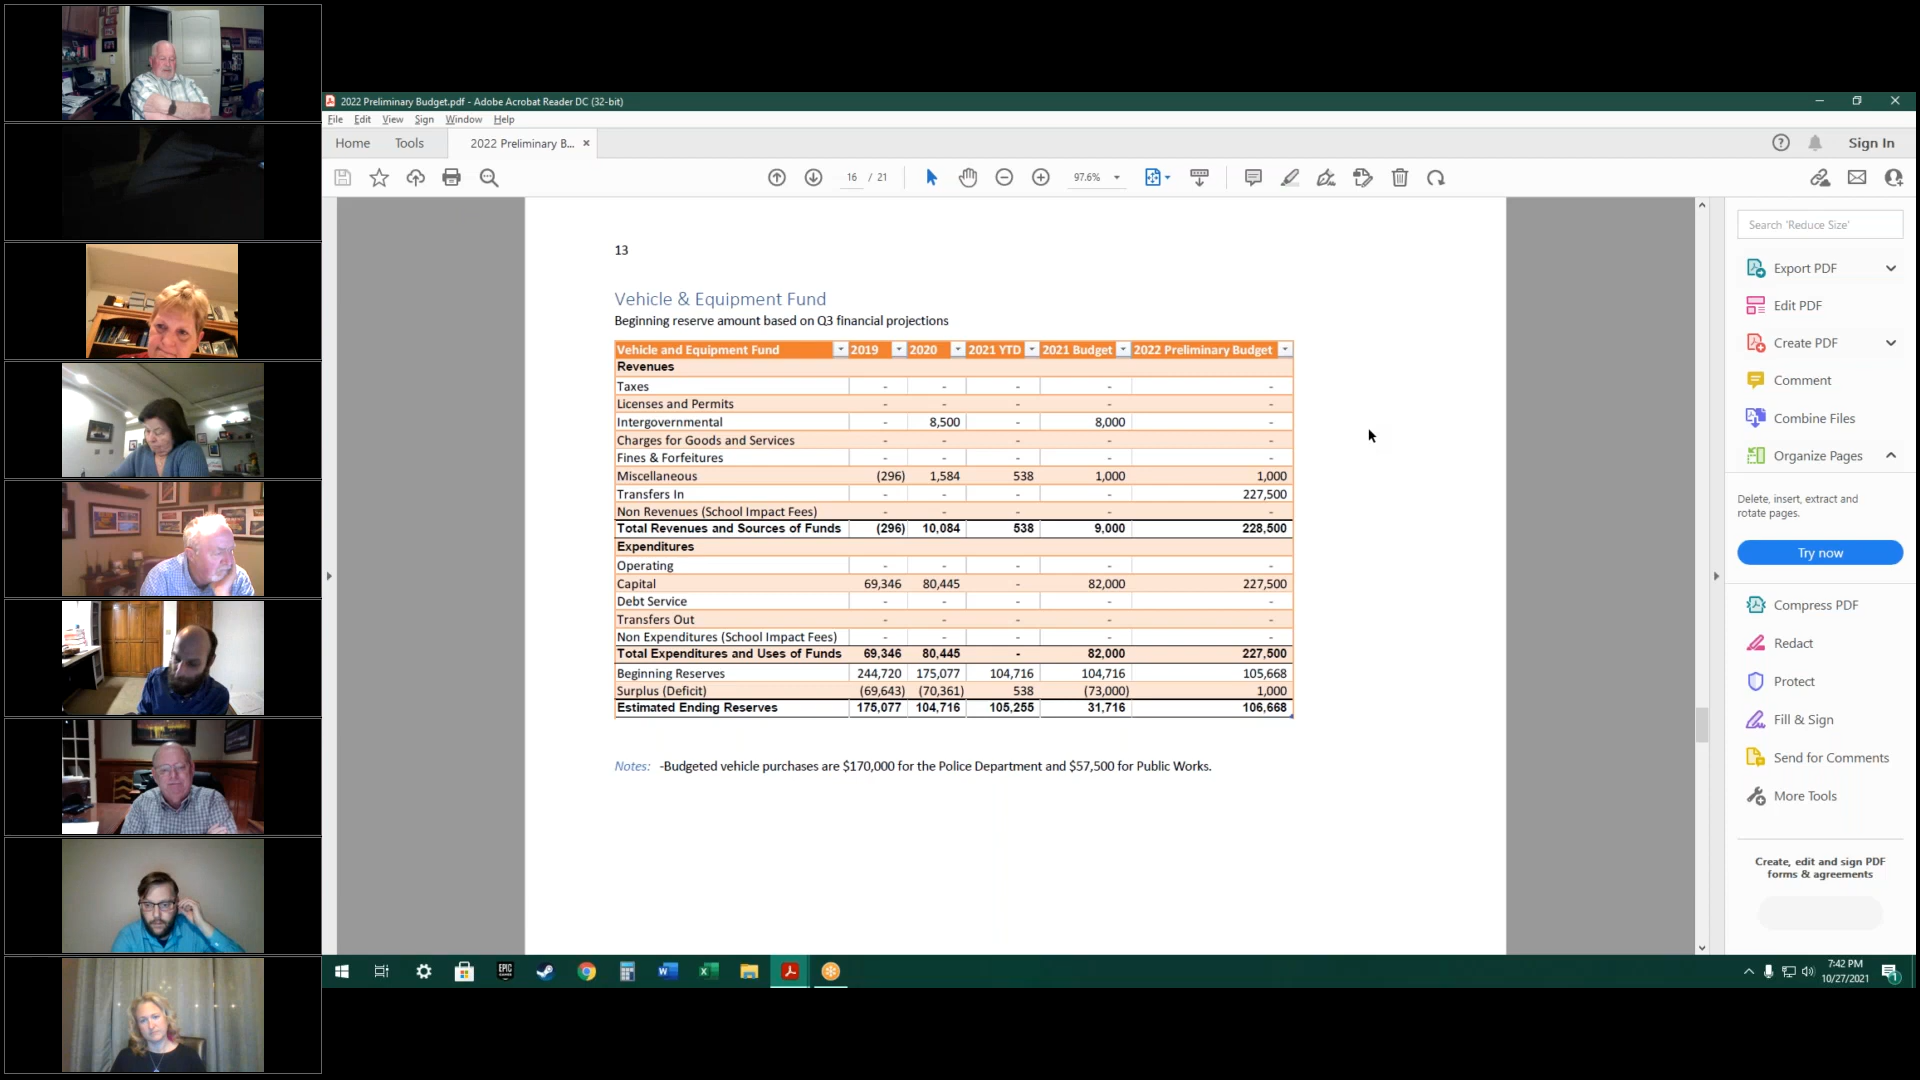 2022 Preliminary Budget.pdf - Adobe Acrobat Reader DC (32-bit)
File Edit View Sign Window Help
Home Tools 2022 Preliminary B... × Sign In
16 / 21 97.6%
13
Vehicle & Equipment Fund
Beginning reserve amount based on Q3 financial projections
Vehicle and Equipment Fund 2019 2020 2021 YTD 2021 Budget 2022 Preliminary Budget
Revenues
Taxes - - - - -
Licenses and Permits - - - - -
Intergovernmental - 8,500 - 8,000 -
Charges for Goods and Services - - - - -
Fines & Forfeitures - - - - -
Miscellaneous (296) 1,584 538 1,000 1,000
Transfers In - - - - 227,500
Non Revenues (School Impact Fees) - - - - -
Total Revenues and Sources of Funds (296) 10,084 538 9,000 228,500
Expenditures
Operating - - - - -
Capital 69,346 80,445 - 82,000 227,500
Debt Service - - - - -
Transfers Out - - - - -
Non Expenditures (School Impact Fees) - - - - -
Total Expenditures and Uses of Funds 69,346 80,445 - 82,000 227,500
Beginning Reserves 244,720 175,077 104,716 104,716 105,668
Surplus (Deficit) (69,643) (70,361) 538 (73,000) 1,000
Estimated Ending Reserves 175,077 104,716 105,255 31,716 106,668
Notes: -Budgeted vehicle purchases are $170,000 for the Police Department and $57,500 for Public Works.
Search 'Reduce Size'
Export PDF
Edit PDF
Create PDF
Comment
Combine Files
Organize Pages
Delete, insert, extract and
rotate pages.
Try now
Compress PDF
Redact
Protect
Fill & Sign
Send for Comments
More Tools
Create, edit and sign PDF
forms & agreements
EPIC
7:42 PM
10/27/2021
1